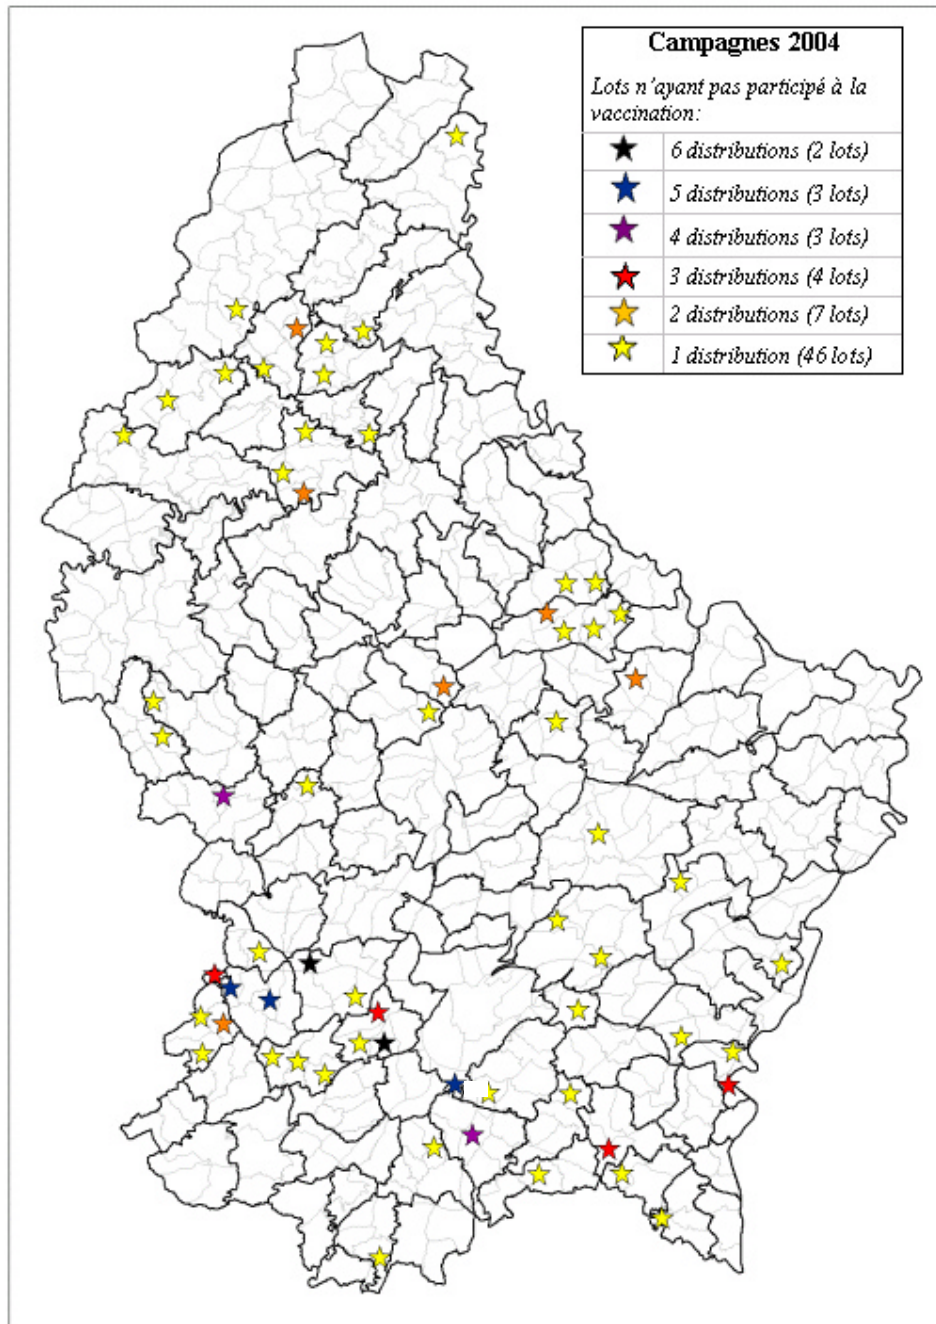 Campagnes 2004
Lots n'ayant pas participé à la
vaccination:
6 distributions (2 lots)
5 distributions (3 lots)
4 distributions (3 lots)
3 distributions (4 lots)
2 distributions (7 lots)
1 distribution (46 lots)